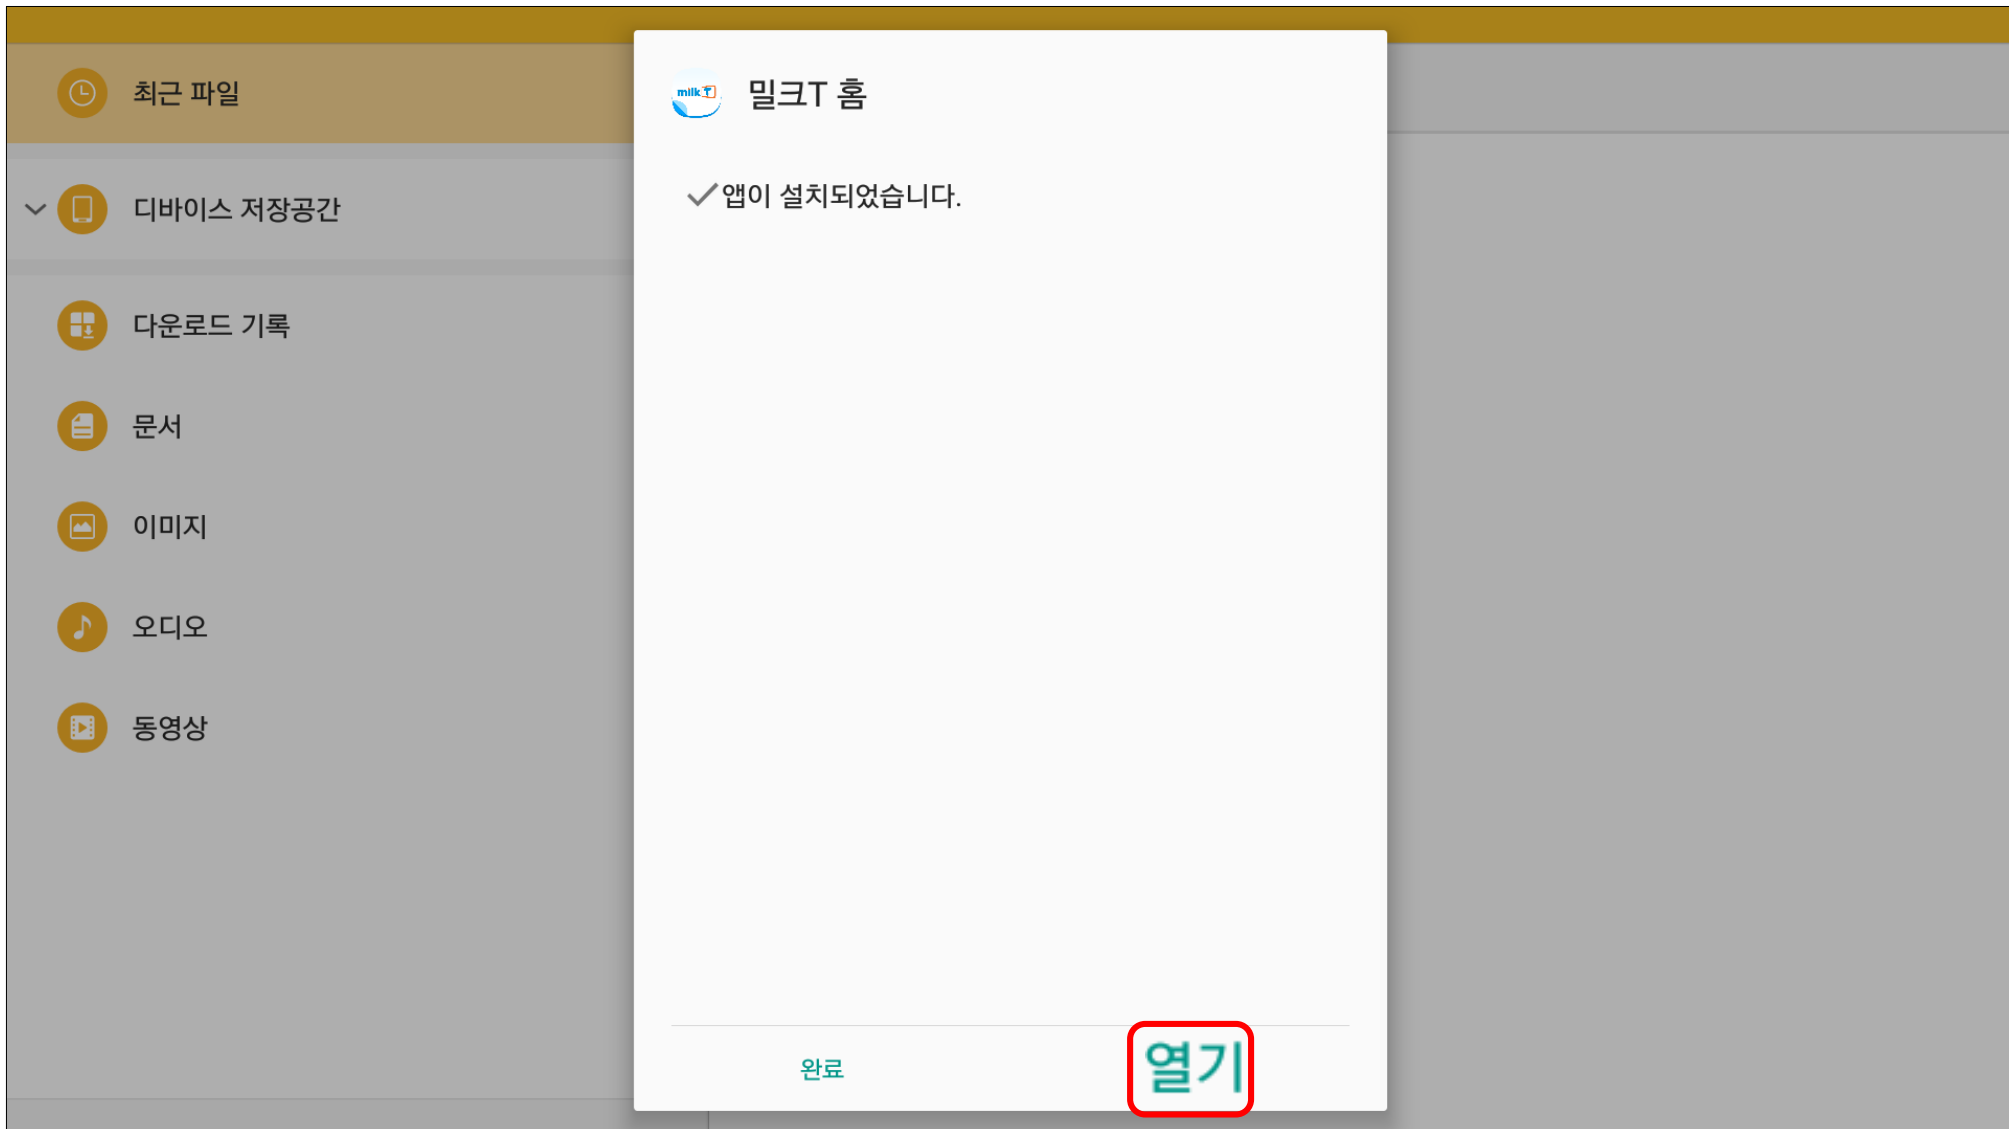 최근 파일
디바이스 저장공간
다운로드 기록
문서
이미지
오디오
동영상
milk T
밀크T 홈
앱이 설치되었습니다.
완료
열기